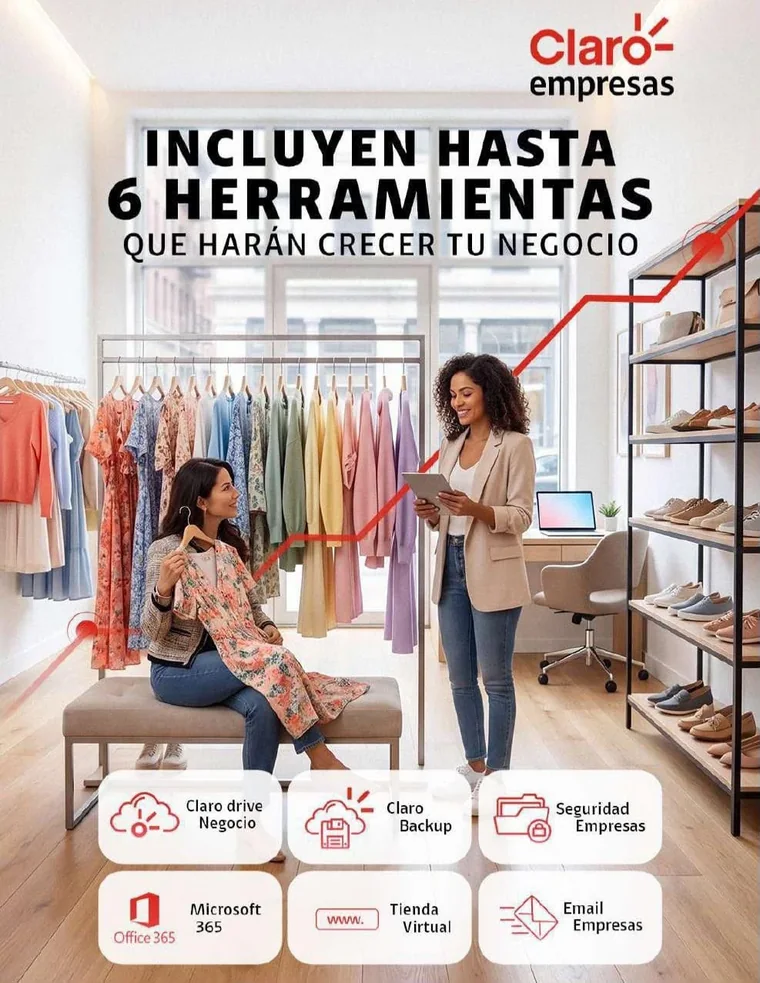 Claro
empresas
INCLUYEN HASTA
6 HERRAMIENTAS
QUE HARÁN CRECER TU NEGOCIO
Claro drive
Negocio
Claro
Backup
Seguridad
Empresas
Office 365
Microsoft
365
www.
Tienda
Virtual
Email
Empresas